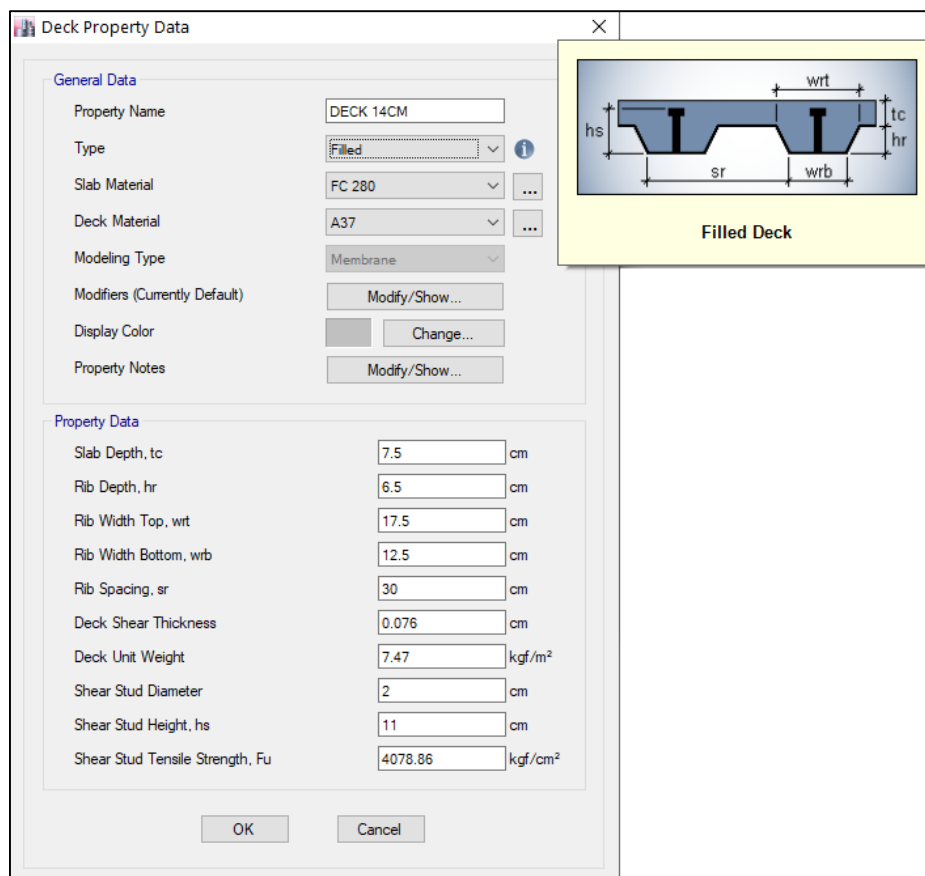 Deck Property Data
General Data
Property Name DECK 14CM
Type Filled
Slab Material FC 280 ...
Deck Material A37 ...
Modeling Type Membrane
Modifiers (Currently Default) Modify/Show...
Display Color Change...
Property Notes Modify/Show...
Property Data
Slab Depth, tc 7.5 cm
Rib Depth, hr 6.5 cm
Rib Width Top, wrt 17.5 cm
Rib Width Bottom, wrb 12.5 cm
Rib Spacing, sr 30 cm
Deck Shear Thickness 0.076 cm
Deck Unit Weight 7.47 kgf/m²
Shear Stud Diameter 2 cm
Shear Stud Height, hs 11 cm
Shear Stud Tensile Strength, Fu 4078.86 kgf/cm²
OK Cancel
wrt
tc
hs
hr
sr wrb
Filled Deck